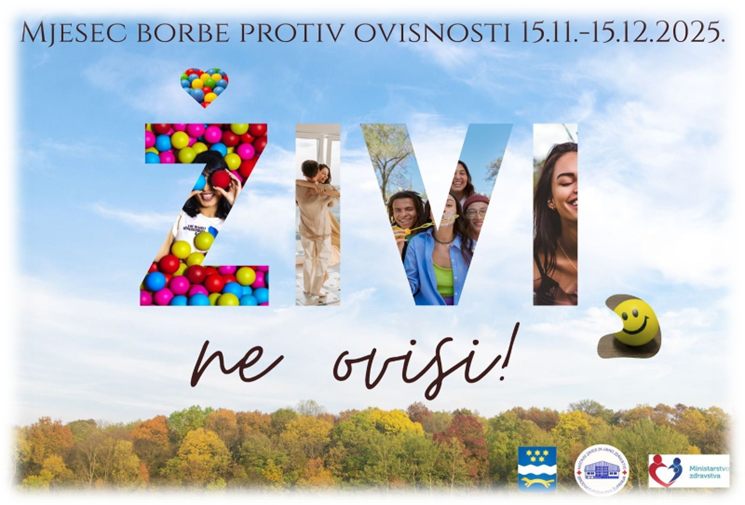 MJESEC BORBE PROTIV OVISNOSTI 15.11.-15.12.2025.
ŽIVI
ne ovisi!
Ministarstvo
zdravstva